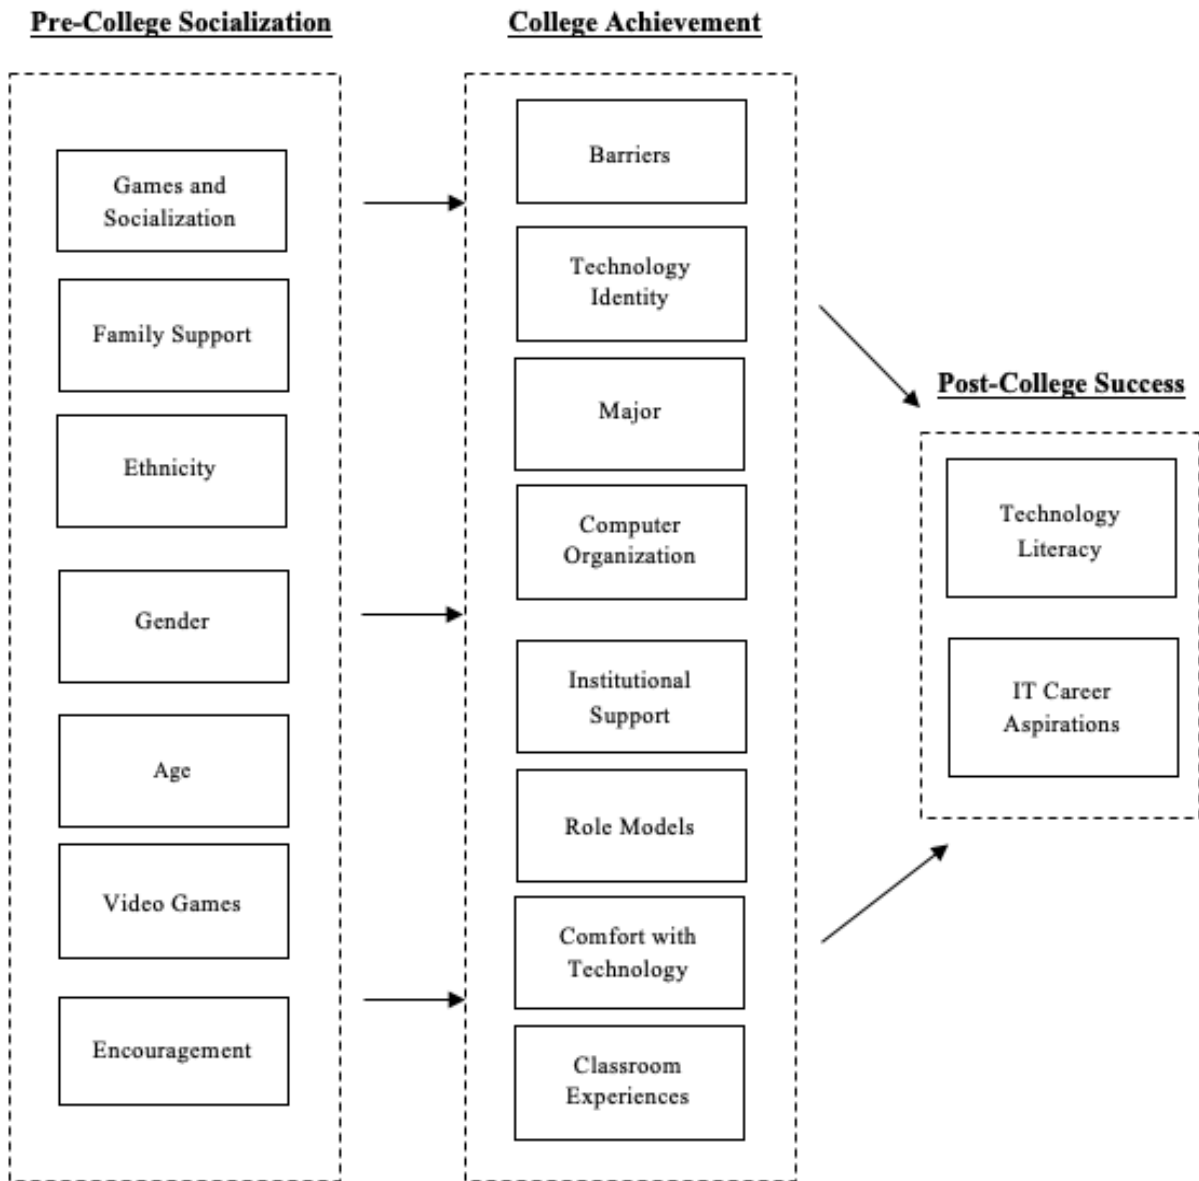 Pre-College Socialization
Games and
Socialization
Family Support
Ethnicity
Gender
Age
Video Games
Encouragement
College Achievement
Barriers
Technology
Identity
Major
Computer
Organization
Institutional
Support
Role Models
Comfort with
Technology
Classroom
Experiences
Post-College Success
Technology
Literacy
IT Career
Aspirations